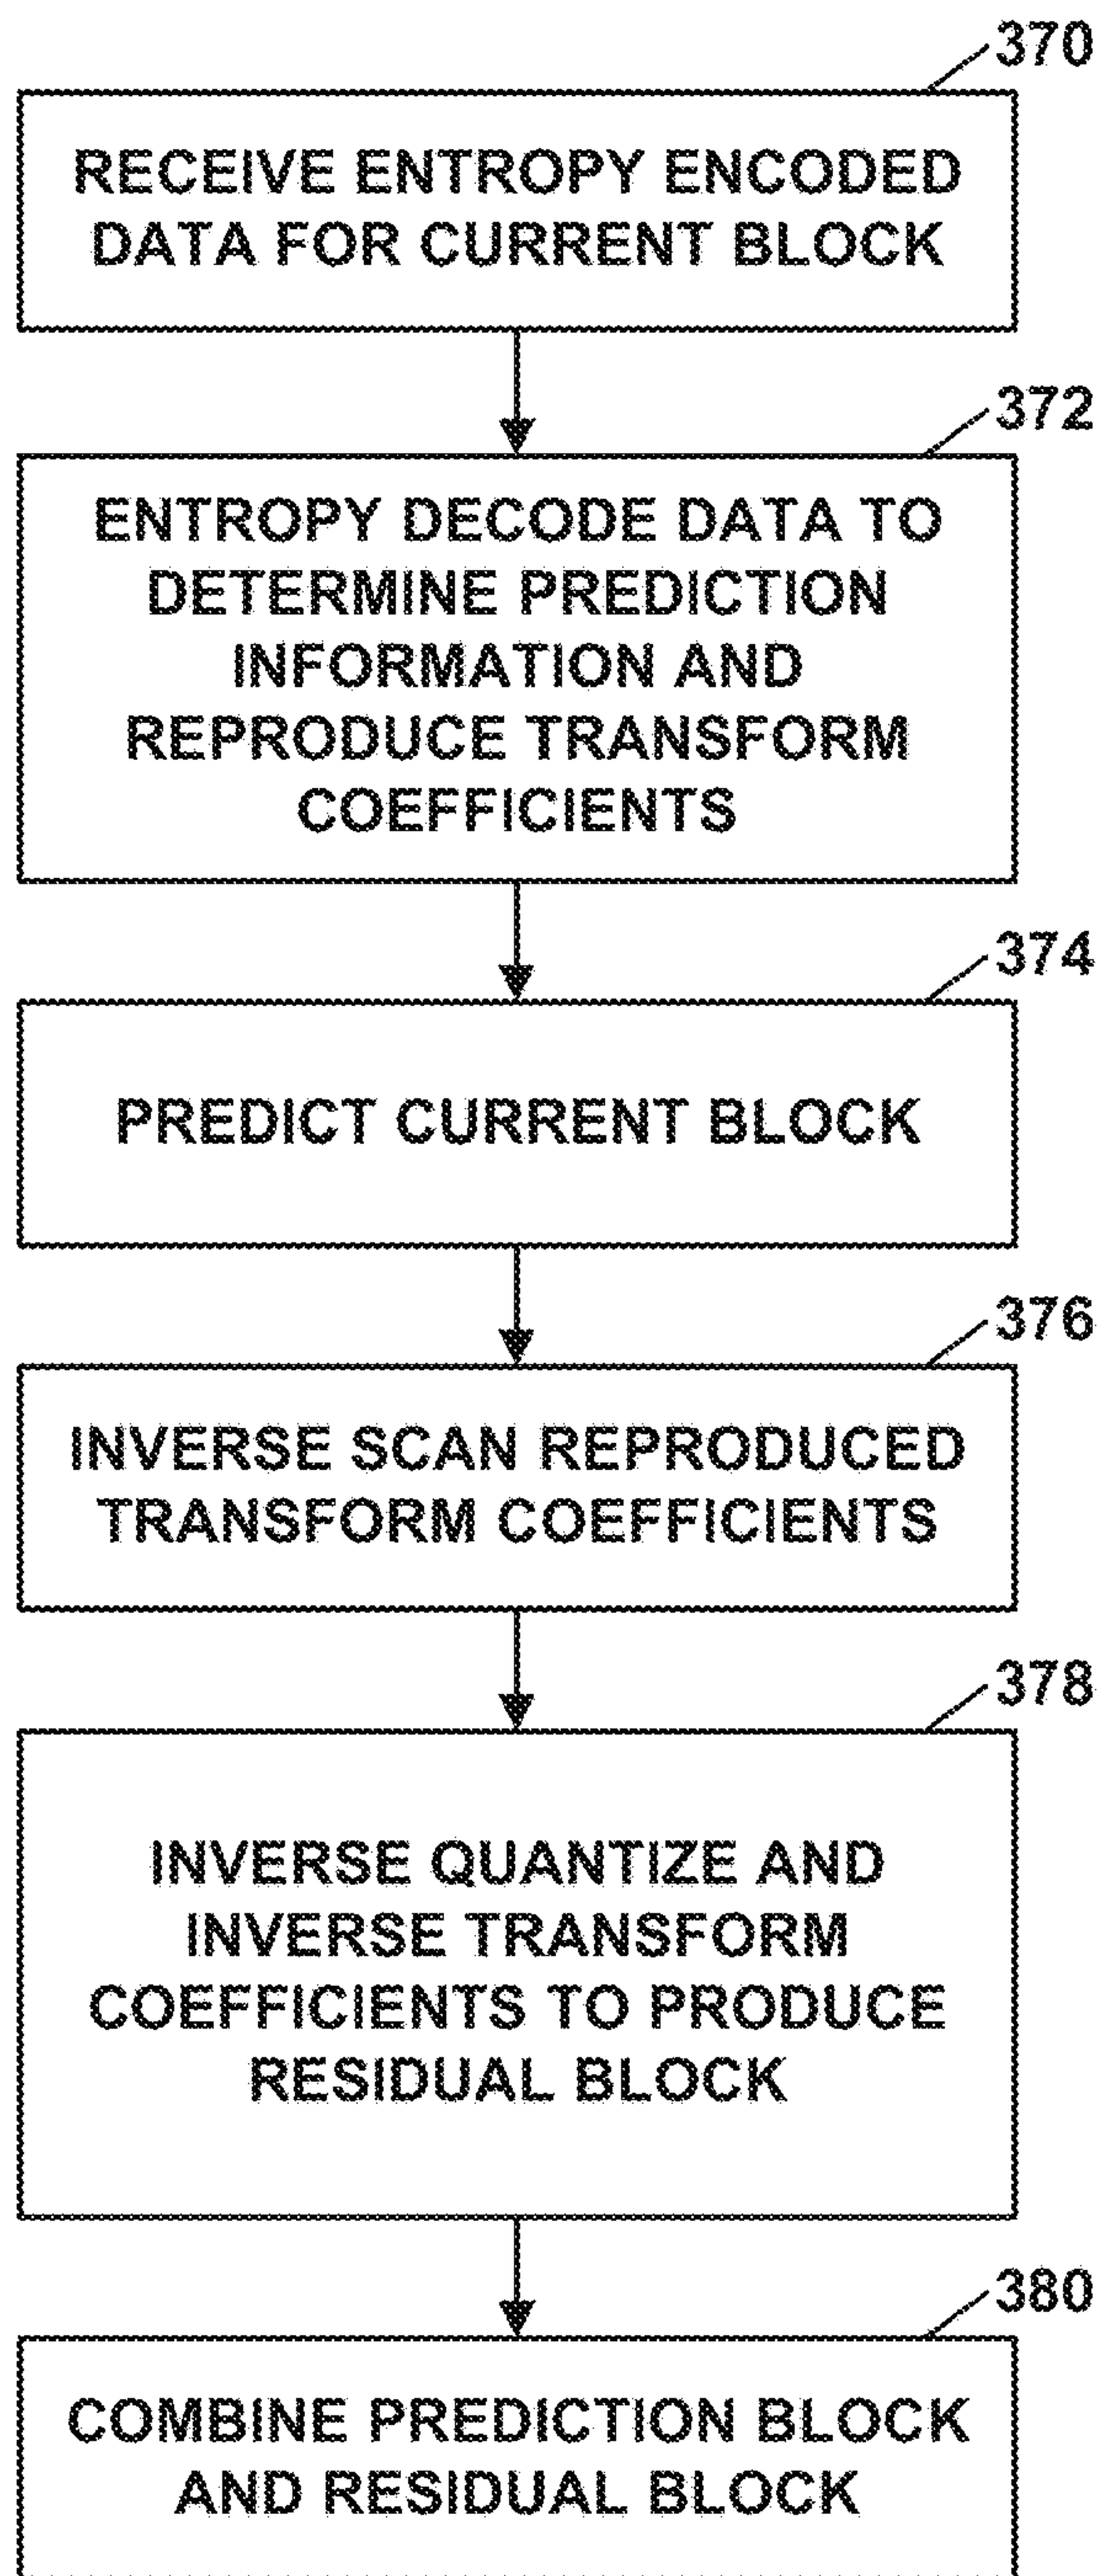 370
RECEIVE ENTROPY ENCODED
DATA FOR CURRENT BLOCK
372
ENTROPY DECODE DATA TO
DETERMINE PREDICTION
INFORMATION AND
REPRODUCE TRANSFORM
COEFFICIENTS
374
PREDICT CURRENT BLOCK
376
INVERSE SCAN REPRODUCED
TRANSFORM COEFFICIENTS
378
INVERSE QUANTIZE AND
INVERSE TRANSFORM
COEFFICIENTS TO PRODUCE
RESIDUAL BLOCK
380
COMBINE PREDICTION BLOCK
AND RESIDUAL BLOCK